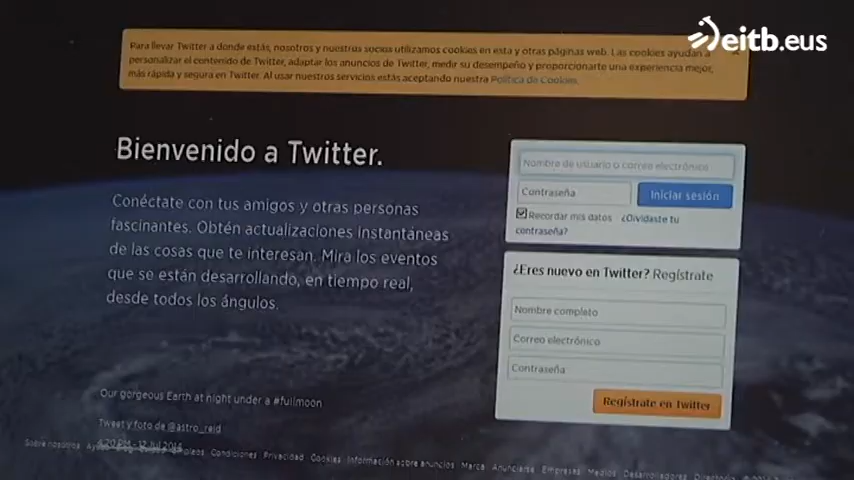 eitb.eus
Para llevar Twitter a donde estás, nosotros y nuestros socios utilizamos cookies en esta y otras páginas web. Las cookies ayudan a
personalizar el contenido de Twitter, adaptar los anuncios de Twitter, medir su desempeño y proporcionarte una experiencia mejor,
más rápida y segura en Twitter. Al usar nuestros servicios estás aceptando nuestra Política de Cookies.
Bienvenido a Twitter.
Conéctate con tus amigos y otras personas
fascinantes. Obtén actualizaciones instantáneas
de las cosas que te interesan. Mira los eventos
que se están desarrollando, en tiempo real,
desde todos los ángulos.
Nombre de usuario o correo electrónico
Contraseña
Iniciar sesión
Recordar mis datos · ¿Olvidaste tu
contraseña?
¿Eres nuevo en Twitter? Regístrate
Nombre completo
Correo electrónico
Contraseña
Regístrate en Twitter
Our gorgeous Earth at night under a #fullmoon
Tweet y foto de @astro_reid
4:20 PM - 12 Jul 2014
Sobre nosotros Condiciones Privacidad Cookies Información sobre anuncios Marca Anunciarse Empresas Medios Desarrolladores